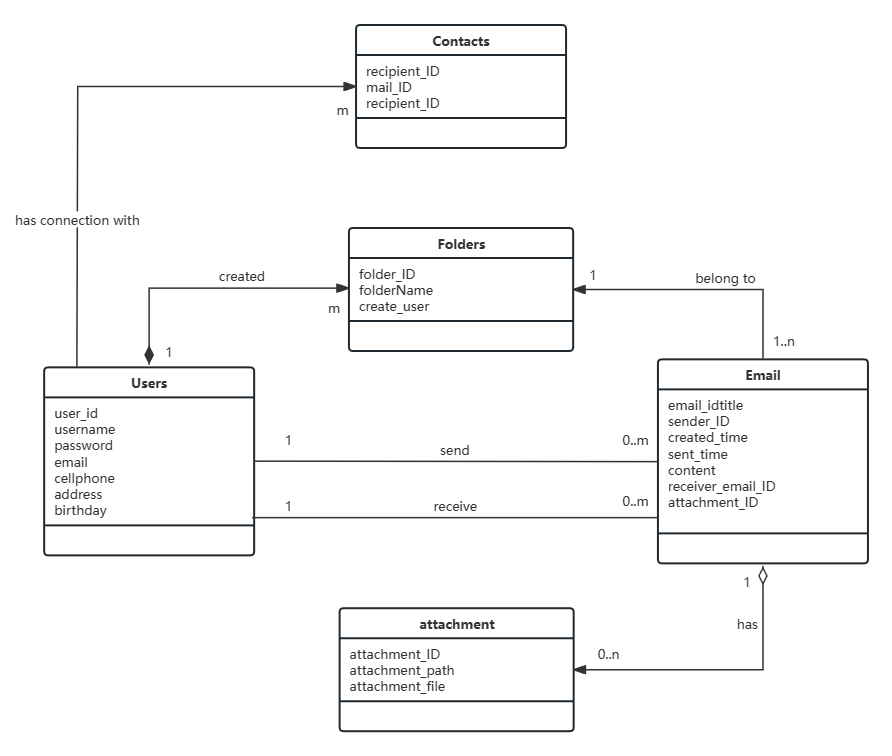 Contacts
recipient_ID
mail_ID
recipient_ID
m
has connection with
Folders
folder_ID
folderName
create_user
created
m
1
1
belong to
1..n
Users
user_id
username
password
email
cellphone
address
birthday
1
send
0..m
1
receive
0..m
Email
email_idtitle
sender_ID
created_time
sent_time
content
receiver_email_ID
attachment_ID
1
has
0..n
attachment
attachment_ID
attachment_path
attachment_file